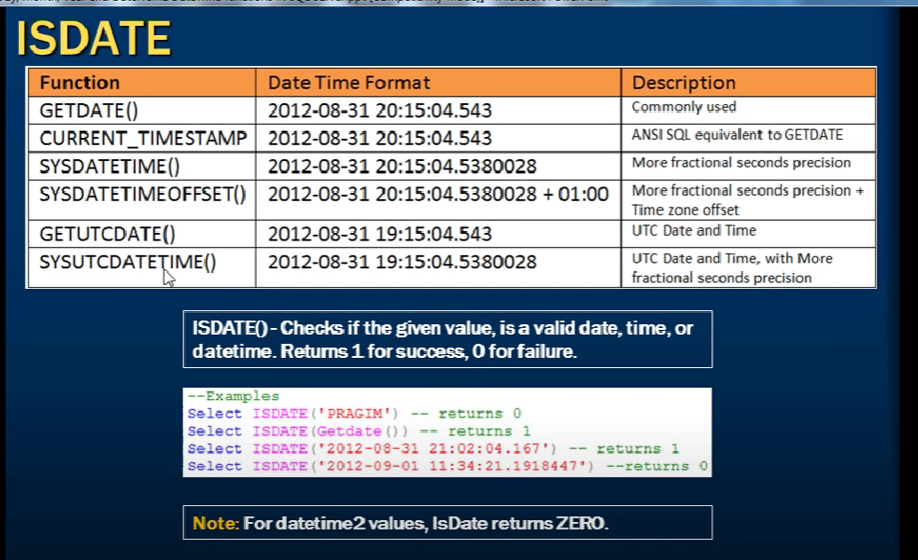 ISDATE
Function Date Time Format Description
GETDATE() 2012-08-31 20:15:04.543 Commonly used
CURRENT_TIMESTAMP 2012-08-31 20:15:04.543 ANSI SQL equivalent to GETDATE
SYSDATETIME() 2012-08-31 20:15:04.5380028 More fractional seconds precision
SYSDATETIMEOFFSET() 2012-08-31 20:15:04.5380028 + 01:00 More fractional seconds precision +
Time zone offset
GETUTCDATE() 2012-08-31 19:15:04.543 UTC Date and Time
SYSUTCDATETIME() 2012-08-31 19:15:04.5380028 UTC Date and Time, with More
fractional seconds precision
ISDATE() - Checks if the given value, is a valid date, time, or
datetime. Returns 1 for success, 0 for failure.
--Examples
Select ISDATE('PRAGIM') -- returns 0
Select ISDATE(Getdate()) -- returns 1
Select ISDATE('2012-08-31 21:02:04.167') -- returns 1
Select ISDATE('2012-09-01 11:34:21.1918447') --returns 0
Note: For datetime2 values, IsDate returns ZERO.